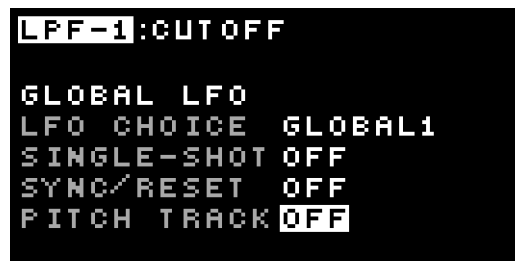 LPF-1:CUTOFF
GLOBAL LFO
LFO CHOICE GLOBAL1
SINGLE-SHOT OFF
SYNC/RESET OFF
PITCH TRACK OFF